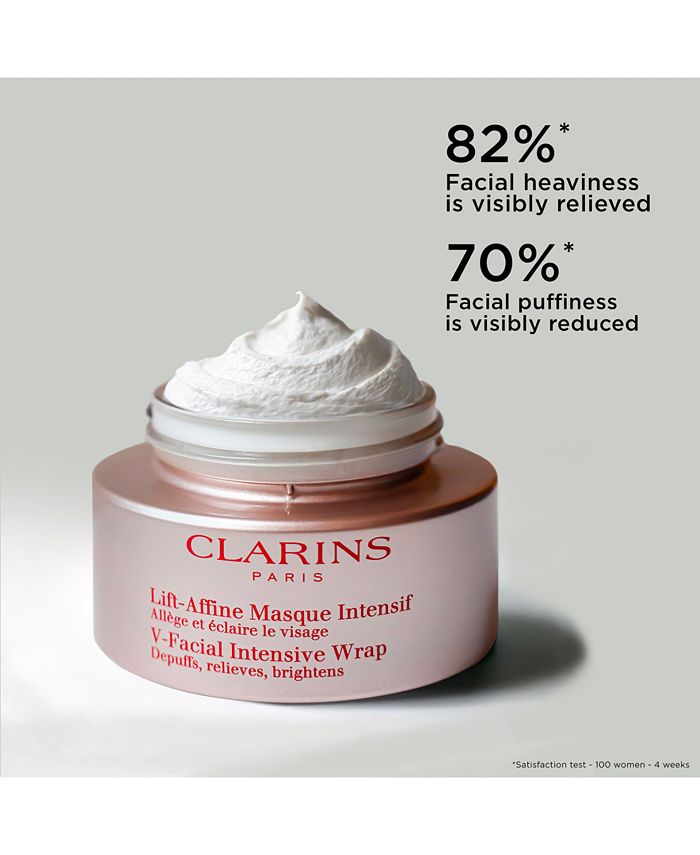 82%*
Facial heaviness
is visibly relieved
70%*
Facial puffiness
is visibly reduced
CLARINS
PARIS
Lift-Affine Masque Intensif
Allège et éclaire le visage
V-Facial Intensive Wrap
Depuffs, relieves, brightens
*Satisfaction test - 100 women - 4 weeks